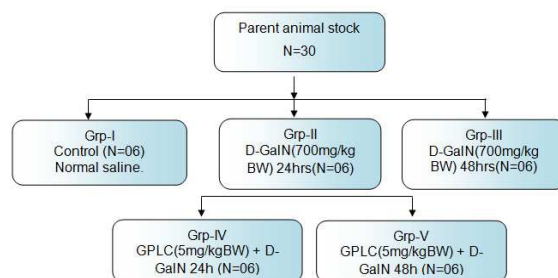 Parent animal stock
N=30
Grp-I
Control (N=06)
Normal saline.
Grp-II
D-GalN(700mg/kg
BW) 24hrs(N=06)
Grp-III
D-GalN(700mg/kg
BW) 48hrs(N=06)
Grp-IV
GPLC(5mg/kgBW) + D-
GalN 24h (N=06)
Grp-V
GPLC(5mg/kgBW) + D-
GalN 48h (N=06)